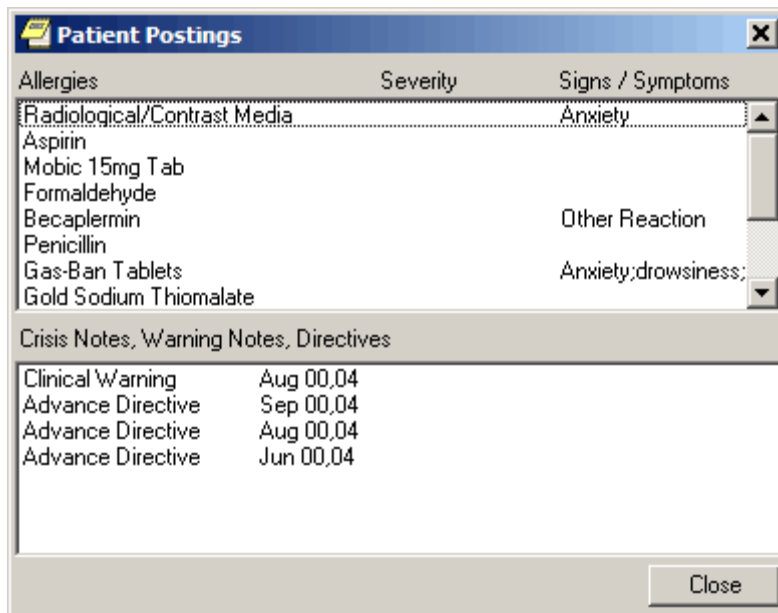 Patient Postings
Allergies Severity Signs / Symptoms
Radiological/Contrast Media Anxiety
Aspirin
Mobic 15mg Tab
Formaldehyde
Becaplermin Other Reaction
Penicillin
Gas-Ban Tablets Anxiety;drowsiness;
Gold Sodium Thiomalate
Crisis Notes, Warning Notes, Directives
Clinical Warning Aug 00,04
Advance Directive Sep 00,04
Advance Directive Aug 00,04
Advance Directive Jun 00,04
Close